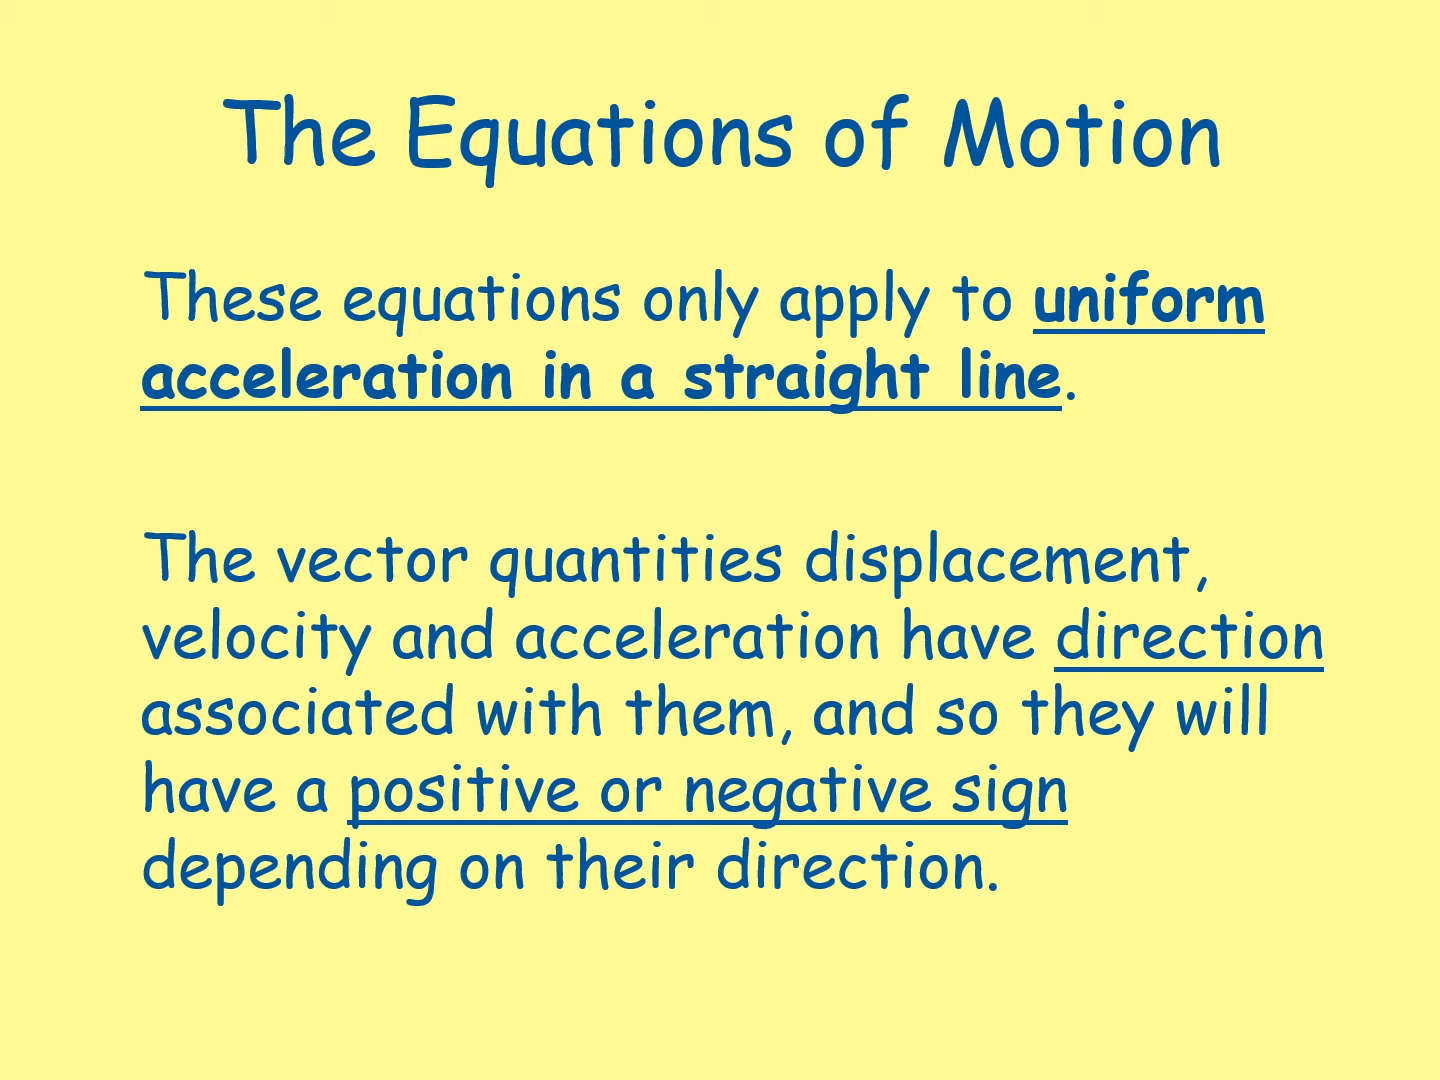 The Equations of Motion
These equations only apply to uniform
acceleration in a straight line.
The vector quantities displacement,
velocity and acceleration have direction
associated with them, and so they will
have a positive or negative sign
depending on their direction.